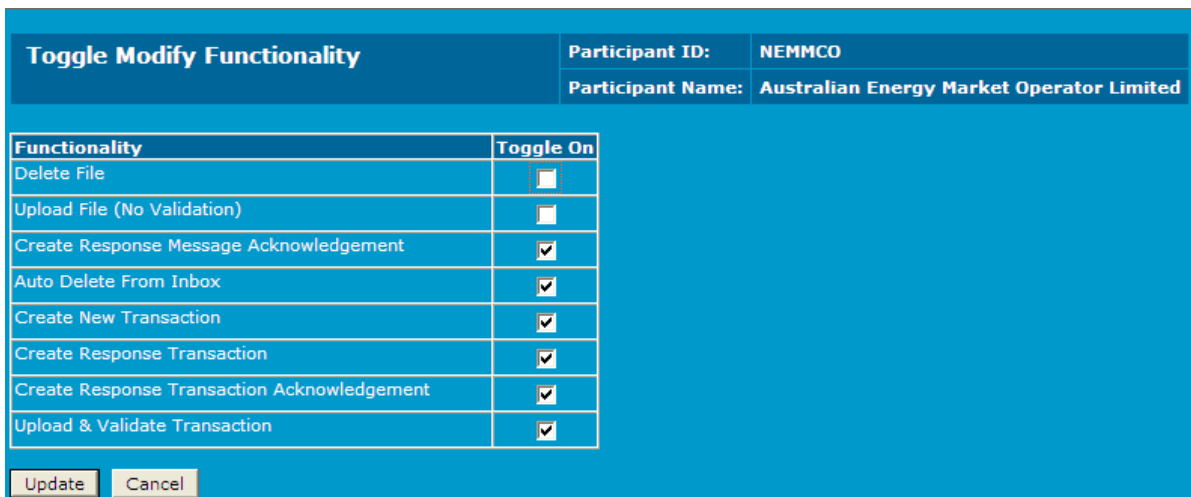 Toggle Modify Functionality
Participant ID: NEMMCO
Participant Name: Australian Energy Market Operator Limited
Functionality Toggle On
Delete File
Upload File (No Validation)
Create Response Message Acknowledgement
Auto Delete From Inbox
Create New Transaction
Create Response Transaction
Create Response Transaction Acknowledgement
Upload & Validate Transaction
Update Cancel